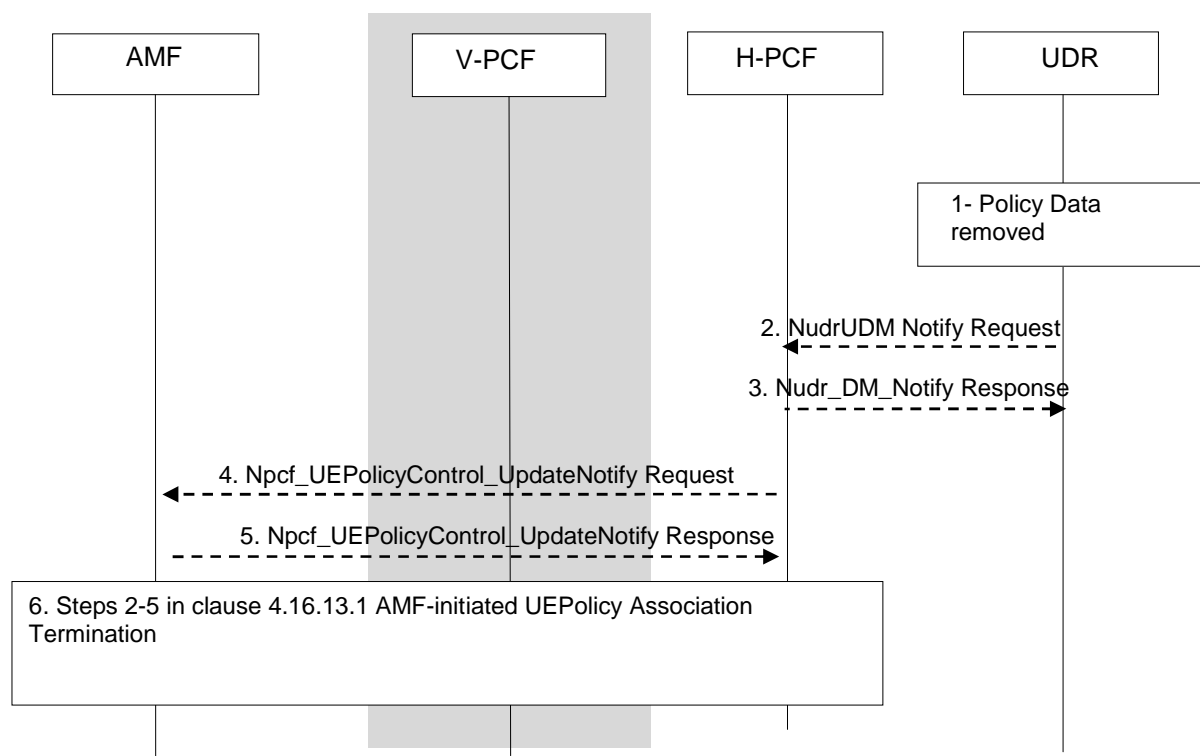 AMF
V-PCF
H-PCF
UDR
1- Policy Data
removed
2. NudrUDM Notify Request
3. Nudr_DM_Notify Response
4. Npcf_UEPolicyControl_UpdateNotify Request
5. Npcf_UEPolicyControl_UpdateNotify Response
6. Steps 2-5 in clause 4.16.13.1 AMF-initiated UEPolicy Association
Termination